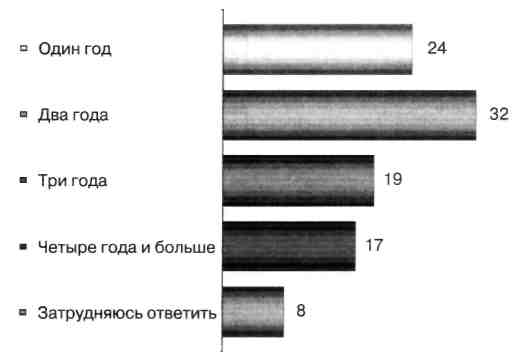 Один год 24
Два года 32
Три года 19
Четыре года и больше 17
Затрудняюсь ответить 8